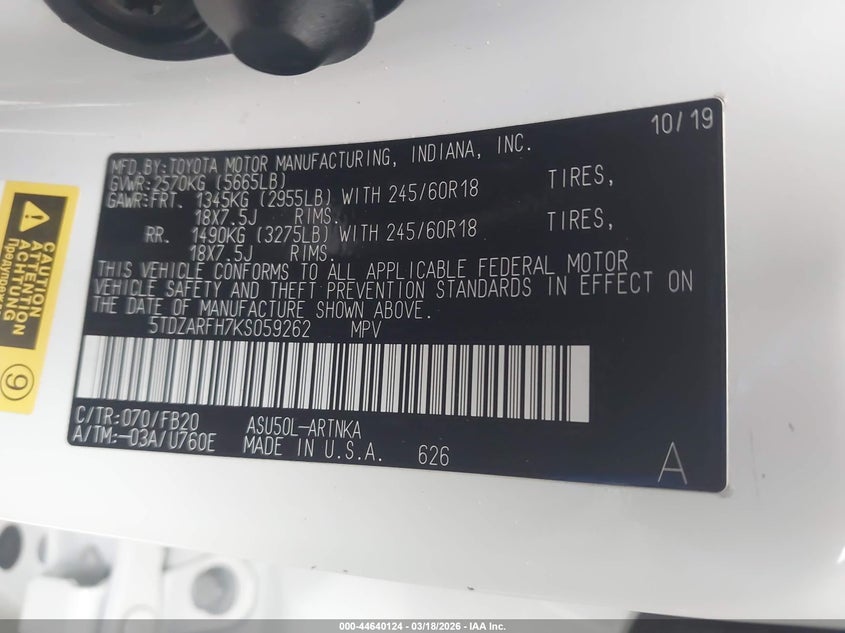 10/19
MFD.BY:TOYOTA MOTOR MANUFACTURING, INDIANA, INC.
GVWR:2570KG (5665LB)
GAWR:FRT. 1345KG (2955LB) WITH 245/60R18 TIRES,
18X7.5J RIMS.
RR. 1490KG (3275LB) WITH 245/60R18 TIRES,
18X7.5J RIMS.
THIS VEHICLE CONFORMS TO ALL APPLICABLE FEDERAL MOTOR
VEHICLE SAFETY AND THEFT PREVENTION STANDARDS IN EFFECT ON
THE DATE OF MANUFACTURE SHOWN ABOVE.
5TDZARFH7KS059262 MPV
C/TR:070/FB20 ASU50L-ARTNKA
A/TM:-03A/U760E MADE IN U.S.A. 626
A
CAUTION
ATTENTION
ACHTUNG
9
000-44640124 - 03/18/2026 - IAA Inc.